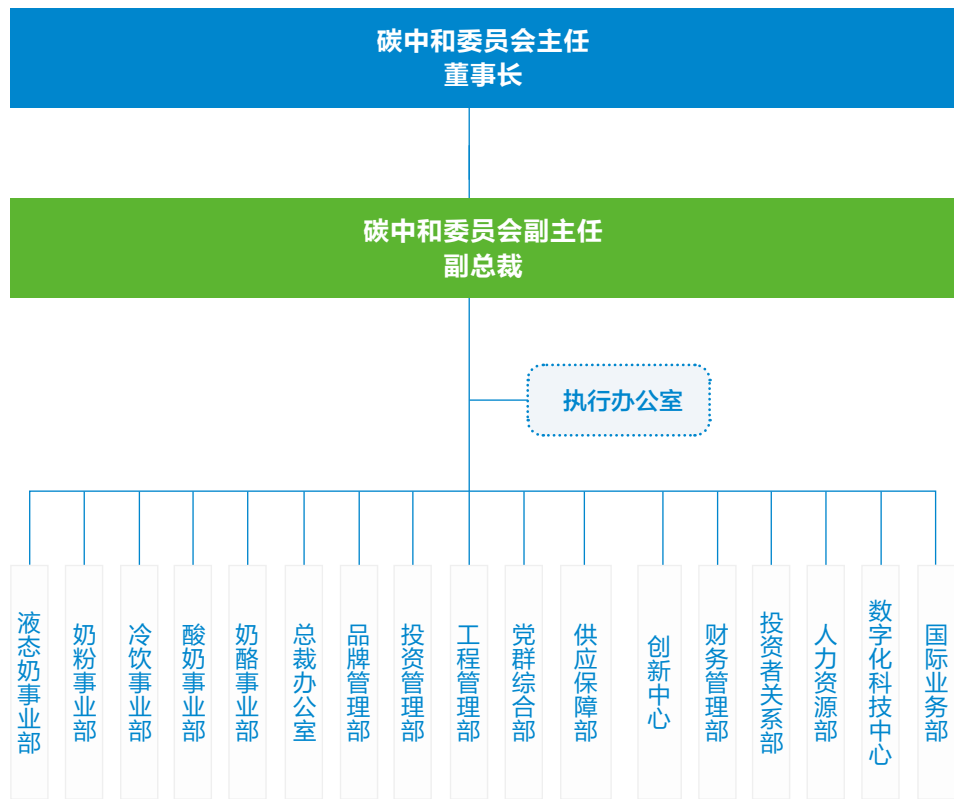 碳中和委员会主任
董事长
碳中和委员会副主任
副总裁
执行办公室
液态奶事业部
奶粉事业部
冷饮事业部
酸奶事业部
奶酪事业部
总裁办公室
品牌管理部
投资管理部
工程管理部
党群综合部
供应保障部
创新中心
财务管理部
投资者关系部
人力资源部
数字化科技中心
国际业务部